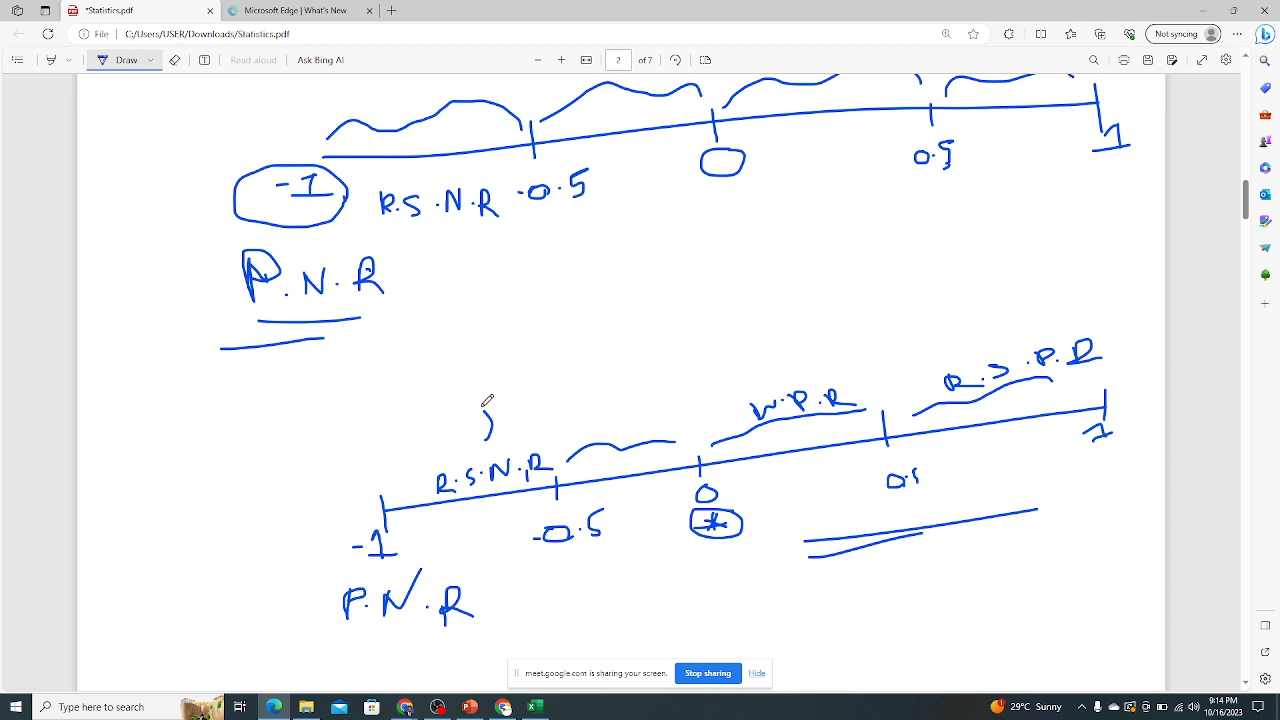 *Statistics.pdf
Microsoft Edge | What's New
File C:/Users/USER/Downloads/Statistics.pdf Not syncing
Draw Read aloud Ask Bing AI 2 of 7
0 0.5 1
-1 R.S.N.R -0.5
P.N.R
W.P.R R.S.P.R
R.S.N.R
-1 -0.5 0 0.5 1
*
P.N.R
meet.google.com is sharing your screen. Stop sharing Hide
Type here to search 29°C Sunny 9:14 PM
10/16/2023